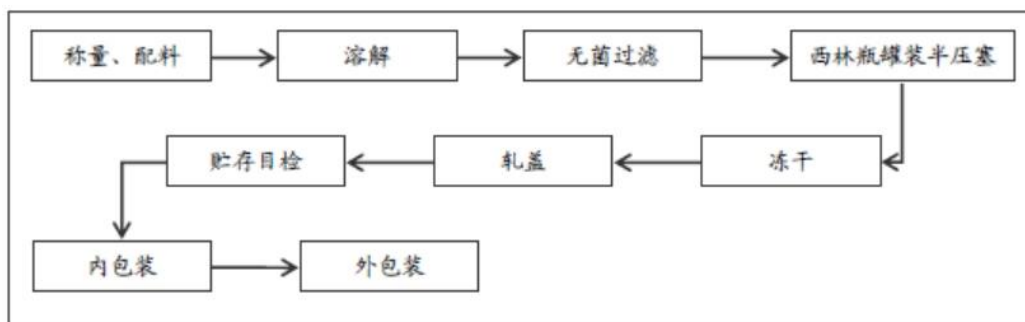 称量、配料
溶解
无菌过滤
西林瓶罐装半压塞
冻干
轧盖
贮存目检
内包装
外包装